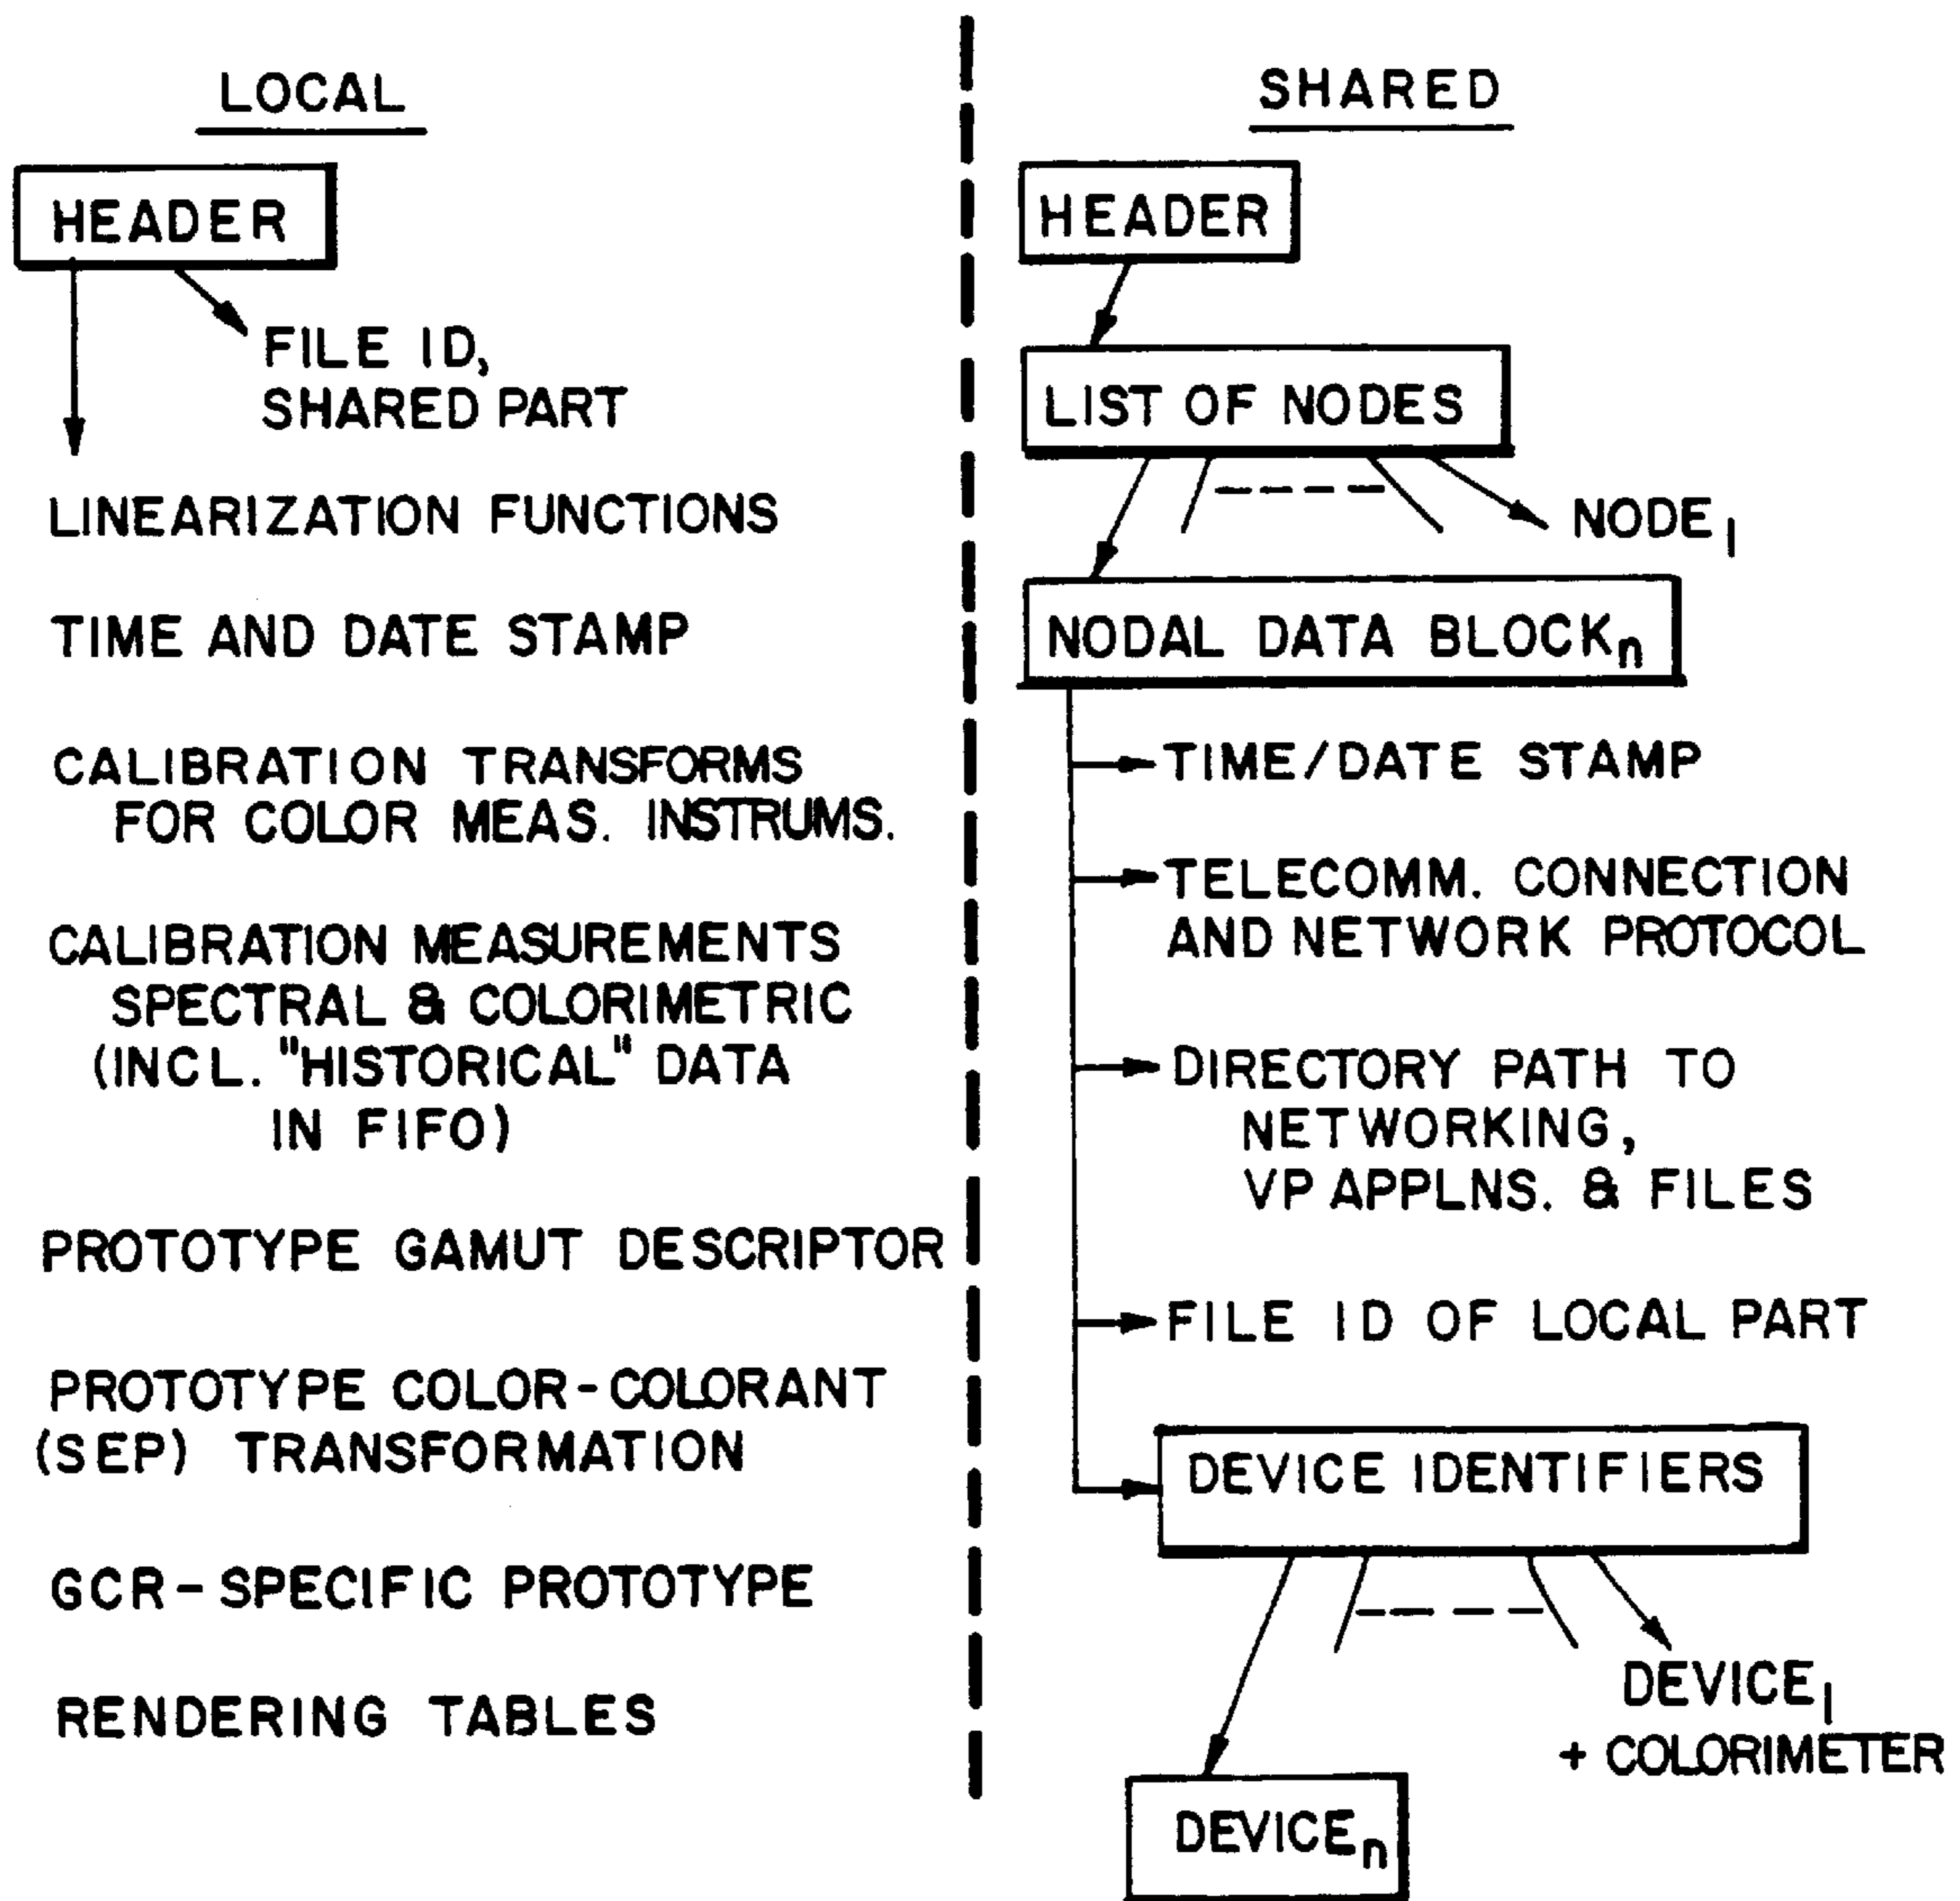 LOCAL
HEADER
FILE ID,
SHARED PART
LINEARIZATION FUNCTIONS
TIME AND DATE STAMP
CALIBRATION TRANSFORMS
FOR COLOR MEAS. INSTRUMS.
CALIBRATION MEASUREMENTS
SPECTRAL & COLORIMETRIC
(INCL. "HISTORICAL" DATA
IN FIFO)
PROTOTYPE GAMUT DESCRIPTOR
PROTOTYPE COLOR-COLORANT
(SEP) TRANSFORMATION
GCR-SPECIFIC PROTOTYPE
RENDERING TABLES
SHARED
HEADER
LIST OF NODES
NODE1
NODAL DATA BLOCKn
TIME/DATE STAMP
TELECOMM. CONNECTION
AND NETWORK PROTOCOL
DIRECTORY PATH TO
NETWORKING,
VP APPLNS. & FILES
FILE ID OF LOCAL PART
DEVICE IDENTIFIERS
DEVICE1
+ COLORIMETER
DEVICEn